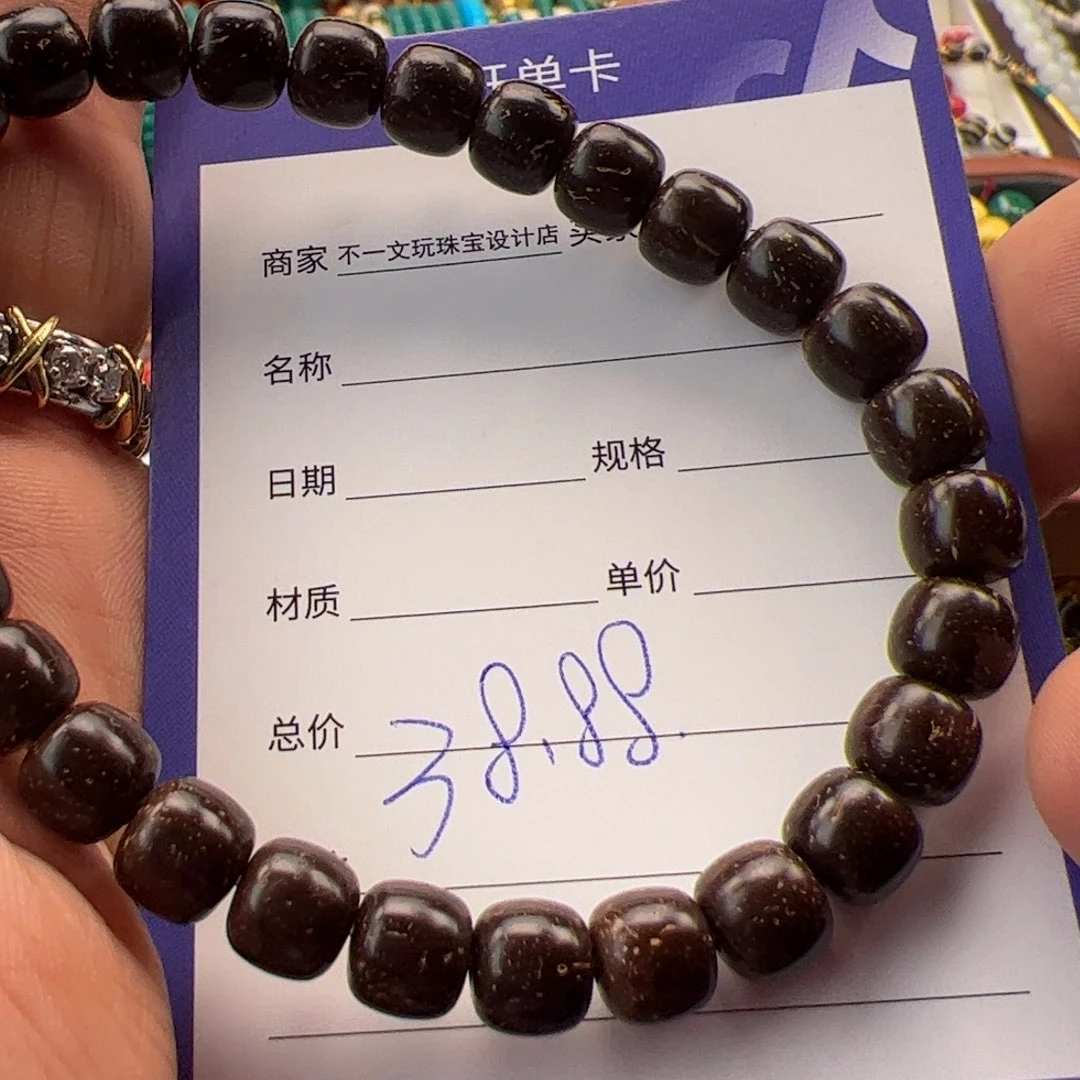 单卡
商家 不一文玩珠宝设计店
名称
日期 规格
材质 单价
总价 38.88.